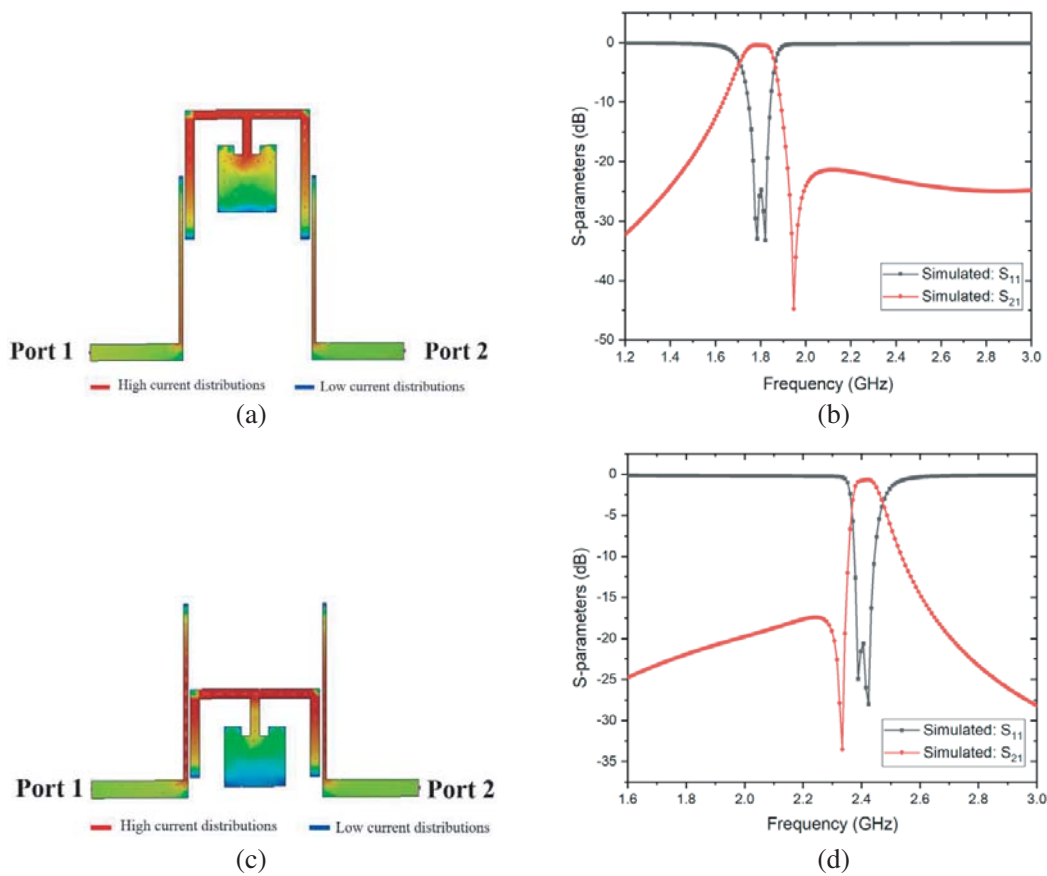 Port 1
Port 2
High current distributions
Low current distributions
(a)
S-parameters (dB)
0
-10
-20
-30
-40
-50
1.2 1.4 1.6 1.8 2.0 2.2 2.4 2.6 2.8 3.0
Frequency (GHz)
Simulated: S₁₁
Simulated: S₂₁
(b)
Port 1
Port 2
High current distributions
Low current distributions
(c)
S-parameters (dB)
0
-5
-10
-15
-20
-25
-30
-35
1.6 1.8 2.0 2.2 2.4 2.6 2.8 3.0
Frequency (GHz)
Simulated: S₁₁
Simulated: S₂₁
(d)